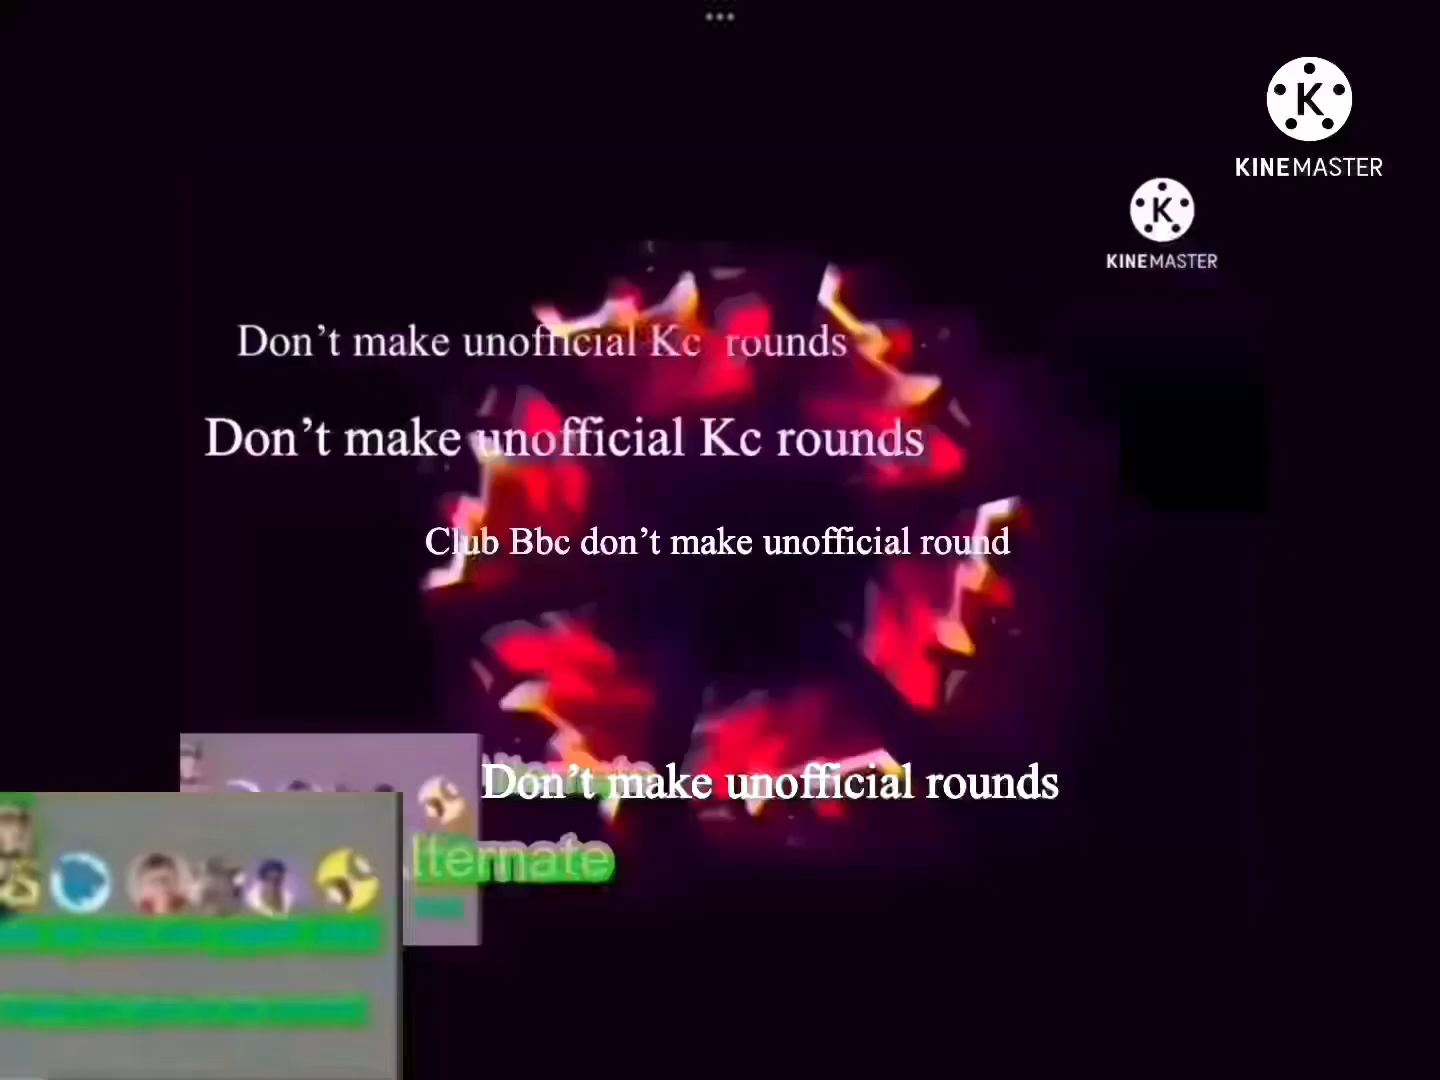 K
KINEMASTER
K
KINEMASTER
Don’t make unofficial Kc rounds
Don’t make unofficial Kc rounds
Club Bbc don’t make unofficial round
Don’t make unofficial rounds
Alternate